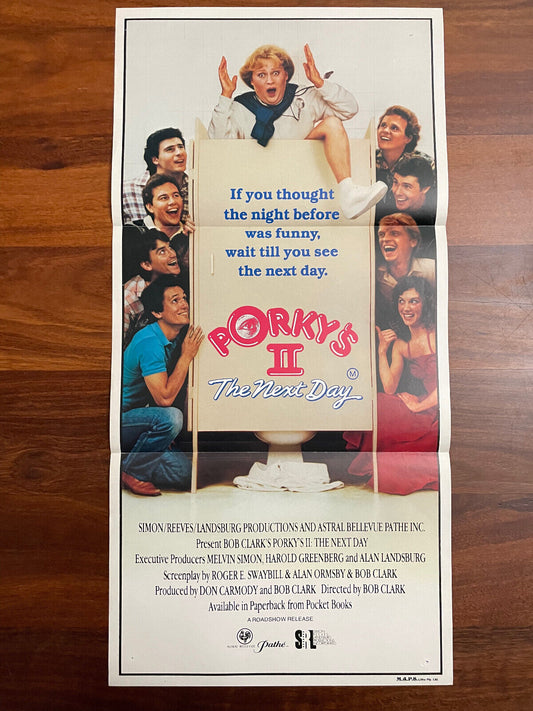 If you thought
the night before
was funny,
wait till you see
the next day.
PORKY'S
II
The Next Day
M
SIMON/REEVES/LANDSBURG PRODUCTIONS AND ASTRAL BELLEVUE PATHE INC.
Present BOB CLARK'S PORKY'S II: THE NEXT DAY
Executive Producers MELVIN SIMON, HAROLD GREENBERG and ALAN LANDSBURG
Screenplay by ROGER E. SWAYBILL & ALAN ORMSBY & BOB CLARK
Produced by DON CARMODY and BOB CLARK Directed by BOB CLARK
Available in Paperback from Pocket Books
A ROADSHOW RELEASE
Pathé
SRL
M.A.P.S.